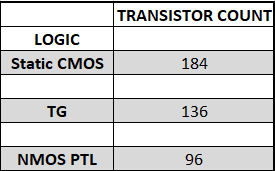 TRANSISTOR COUNT
LOGIC
Static CMOS 184
TG 136
NMOS PTL 96